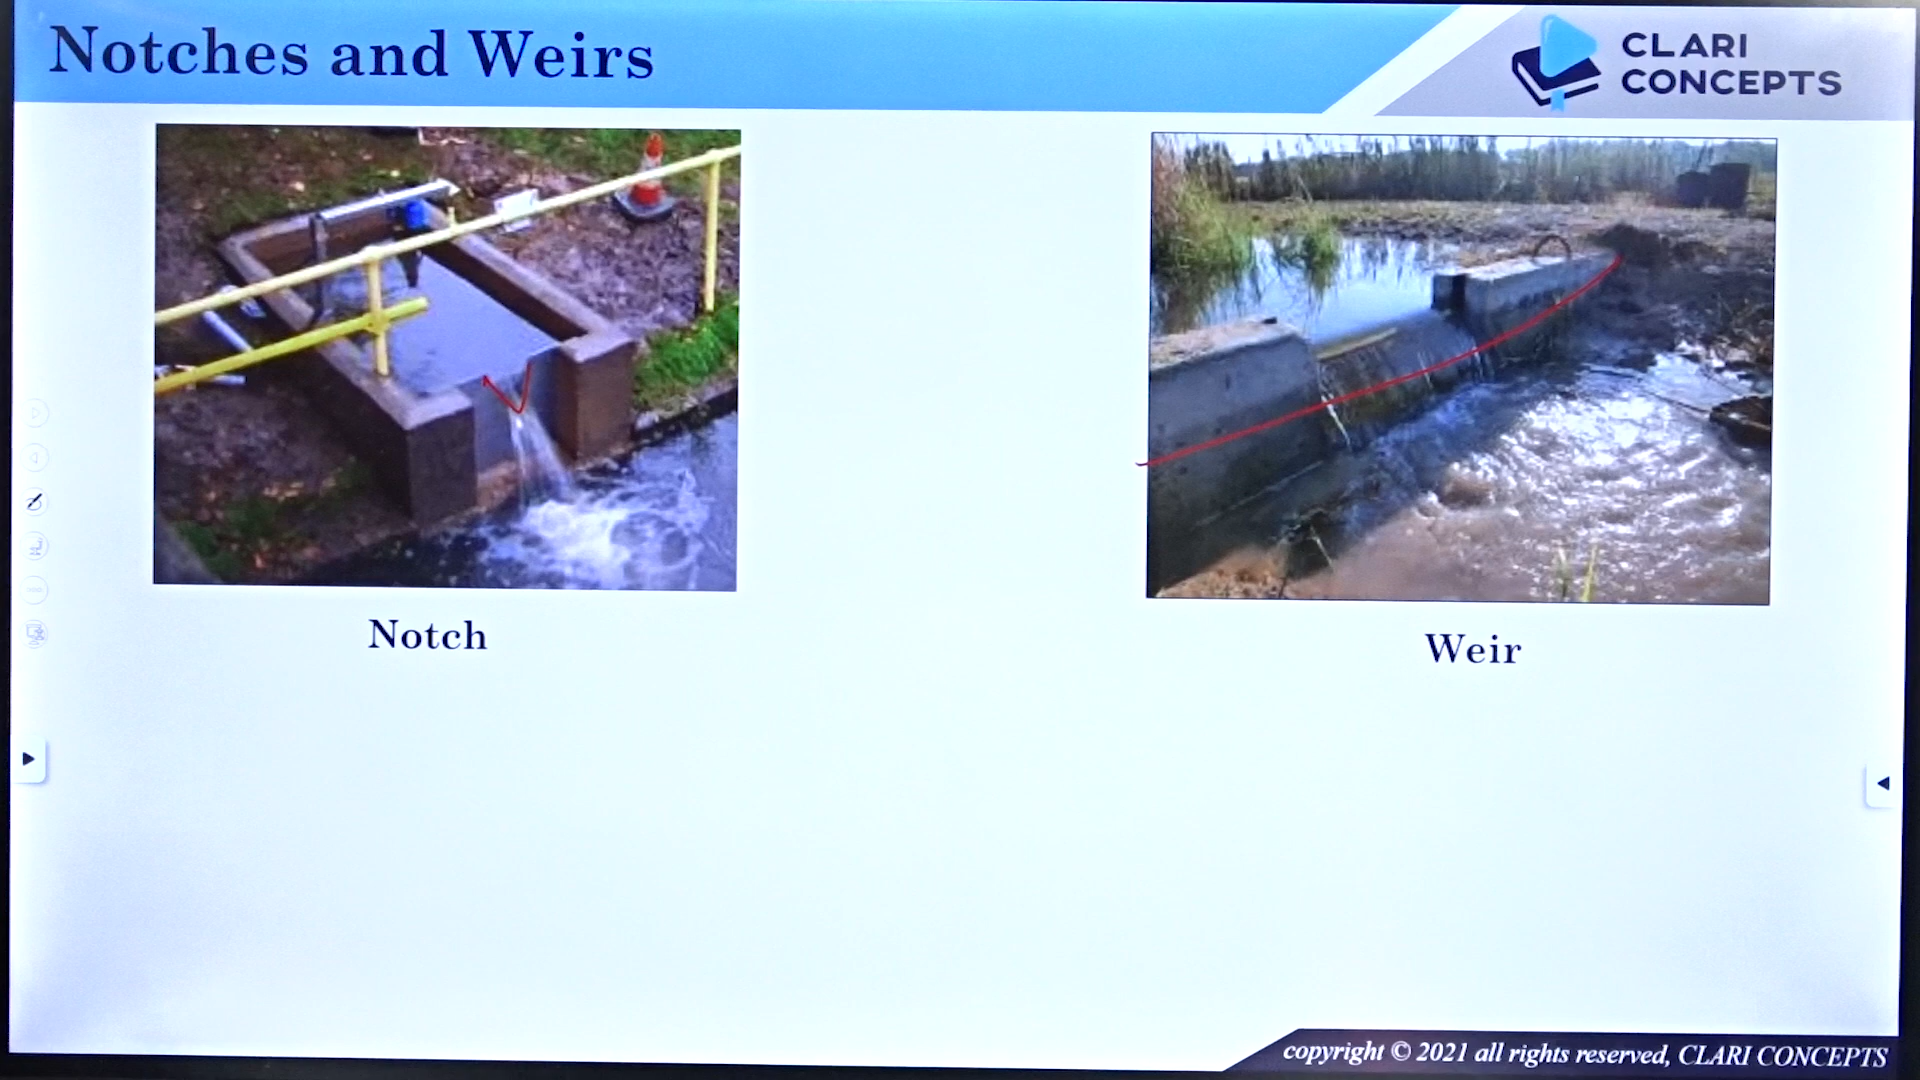 Notches and Weirs
CLARI
CONCEPTS
Notch
Weir
copyright © 2021 all rights reserved, CLARI CONCEPTS